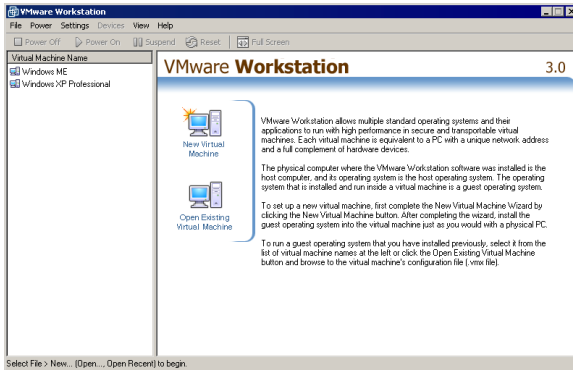 VMware Workstation
File Power Settings Devices View Help
Power Off Power On Suspend Reset Full Screen
Virtual Machine Name
Windows ME
Windows XP Professional
VMware Workstation 3.0
New Virtual
Machine
Open Existing
Virtual Machine
VMware Workstation allows multiple standard operating systems and their
applications to run with high performance in secure and transportable virtual
machines. Each virtual machine is equivalent to a PC with a unique network address
and a full complement of hardware devices.
The physical computer where the VMware Workstation software was installed is the
host computer, and its operating system is the host operating system. The operating
system that is installed and run inside a virtual machine is a guest operating system.
To set up a new virtual machine, first complete the New Virtual Machine Wizard by
clicking the New Virtual Machine button. After completing the wizard, install the
guest operating system into the virtual machine just as you would with a physical PC.
To run a guest operating system that you have installed previously, select it from the
list of virtual machine names at the left or click the Open Existing Virtual Machine
button and browse to the virtual machine's configuration file (.vmx file).
Select File > New... (Open..., Open Recent) to begin.